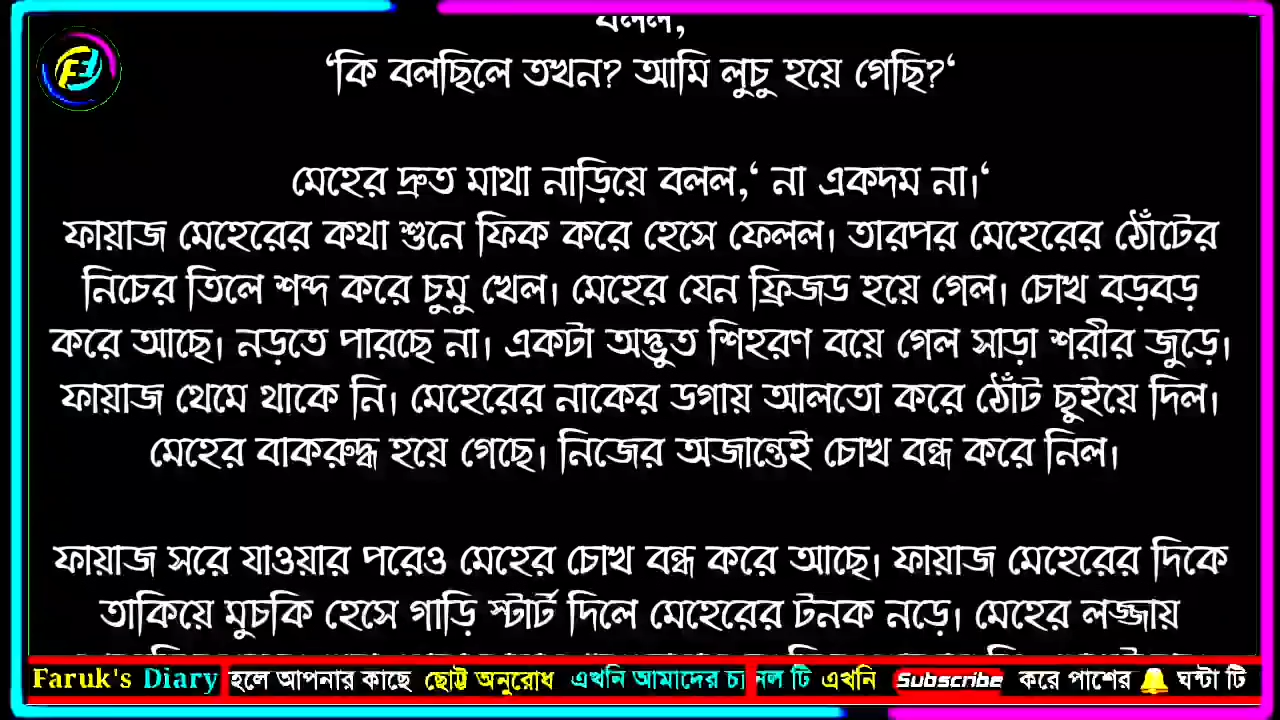 বলল,
‘কি বলছিলে তখন? আমি লুচু হয়ে গেছি?‘
মেহের দ্রুত মাথা নাড়িয়ে বলল,‘ না একদম না।‘
ফায়াজ মেহেরের কথা শুনে ফিক করে হেসে ফেলল। তারপর মেহেরের ঠোঁটের
নিচের তিলে শব্দ করে চুমু খেল। মেহের যেন ফ্রিজড হয়ে গেল। চোখ বড়বড়
করে আছে। নড়তে পারছে না। একটা অদ্ভুত শিহরণ বয়ে গেল সাড়া শরীর জুড়ে।
ফায়াজ থেমে থাকে নি। মেহেরের নাকের ডগায় আলতো করে ঠোঁট ছুইয়ে দিল।
মেহের বাকরুদ্ধ হয়ে গেছে। নিজের অজান্তেই চোখ বন্ধ করে নিল।
ফায়াজ সরে যাওয়ার পরেও মেহের চোখ বন্ধ করে আছে। ফায়াজ মেহেরের দিকে
তাকিয়ে মুচকি হেসে গাড়ি স্টার্ট দিলে মেহেরের টনক নড়ে। মেহের লজ্জায়
Faruk's Diary হলে আপনার কাছে ছোট্ট অনুরোধ এখনি আমাদের চ্যানল টি এখনি Subscribe করে পাশের 🔔 ঘন্টা টি